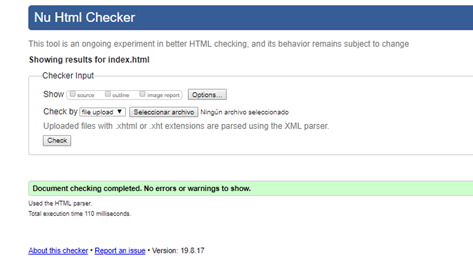 Nu Html Checker
This tool is an ongoing experiment in better HTML checking, and its behavior remains subject to change
Showing results for index.html
Checker Input
Show source outline image report Options...
Check by file upload ▼ Seleccionar archivo Ningún archivo seleccionado
Uploaded files with .xhtml or .xht extensions are parsed using the XML parser.
Check
Document checking completed. No errors or warnings to show.
Used the HTML parser.
Total execution time 110 milliseconds.
About this checker • Report an issue • Version: 19.8.17